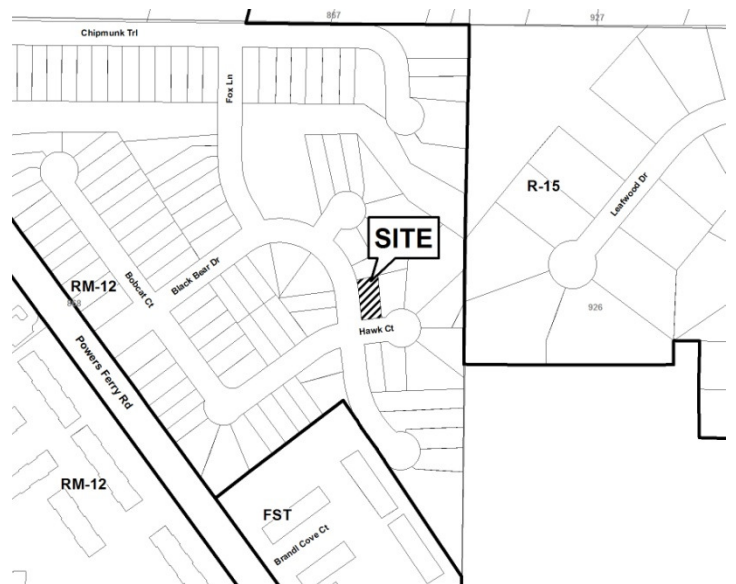 867
927
Chipmunk Trl
Fox Ln
R-15
Leafwood Dr
SITE
RM-12
Bobcat Ct
Black Bear Dr
868
926
Hawk Ct
Powers Ferry Rd
RM-12
FST
Brandl Cove Ct